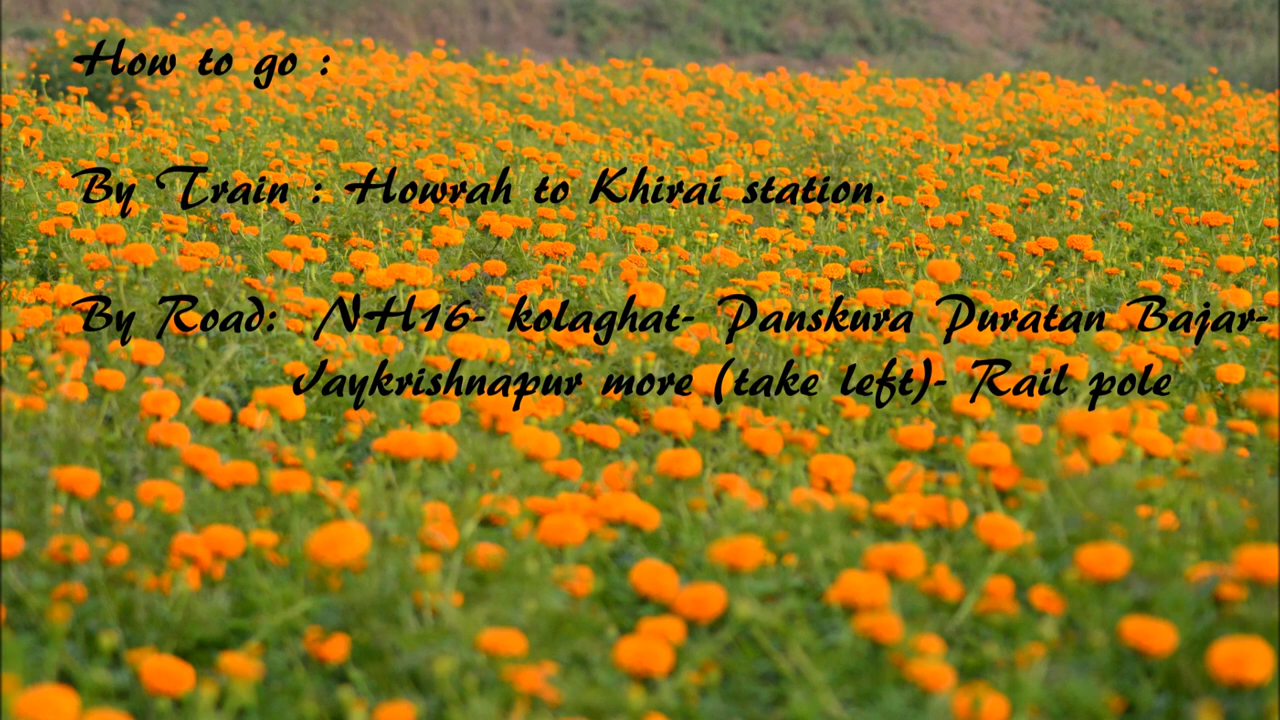 How to go :
By Train : Howrah to Khirai station.
By Road: NH16- kolaghat- Panskura Puratan Bajar-
Jaykrishnapur more (take left)- Rail pole